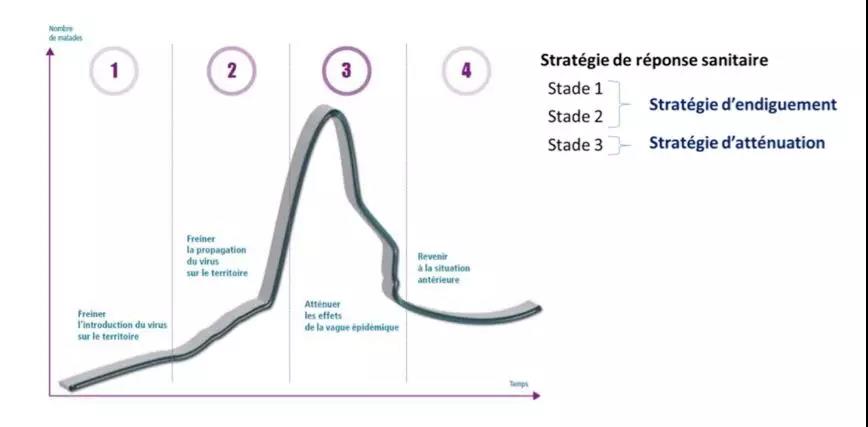 Nombre
de malades
1
2
3
4
Freiner
l'introduction du virus
sur le territoire
Freiner
la propagation
du virus
sur le territoire
Atténuer
les effets
de la vague épidémique
Revenir
à la situation
antérieure
Temps
Stratégie de réponse sanitaire
Stade 1
Stade 2
Stratégie d'endiguement
Stade 3
Stratégie d'atténuation